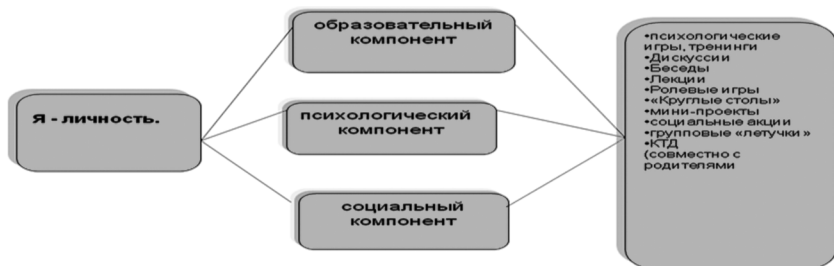 Я - личность.
образовательный
компонент
психологический
компонент
социальный
компонент
•психологические
игры, тренинги
•Дискуссии
•Беседы
•Лекции
•Ролевые игры
•«Круглые столы»
•мини-проекты
•социальные акции
•групповые «летучки»
•КТД
(совместно с
родителями